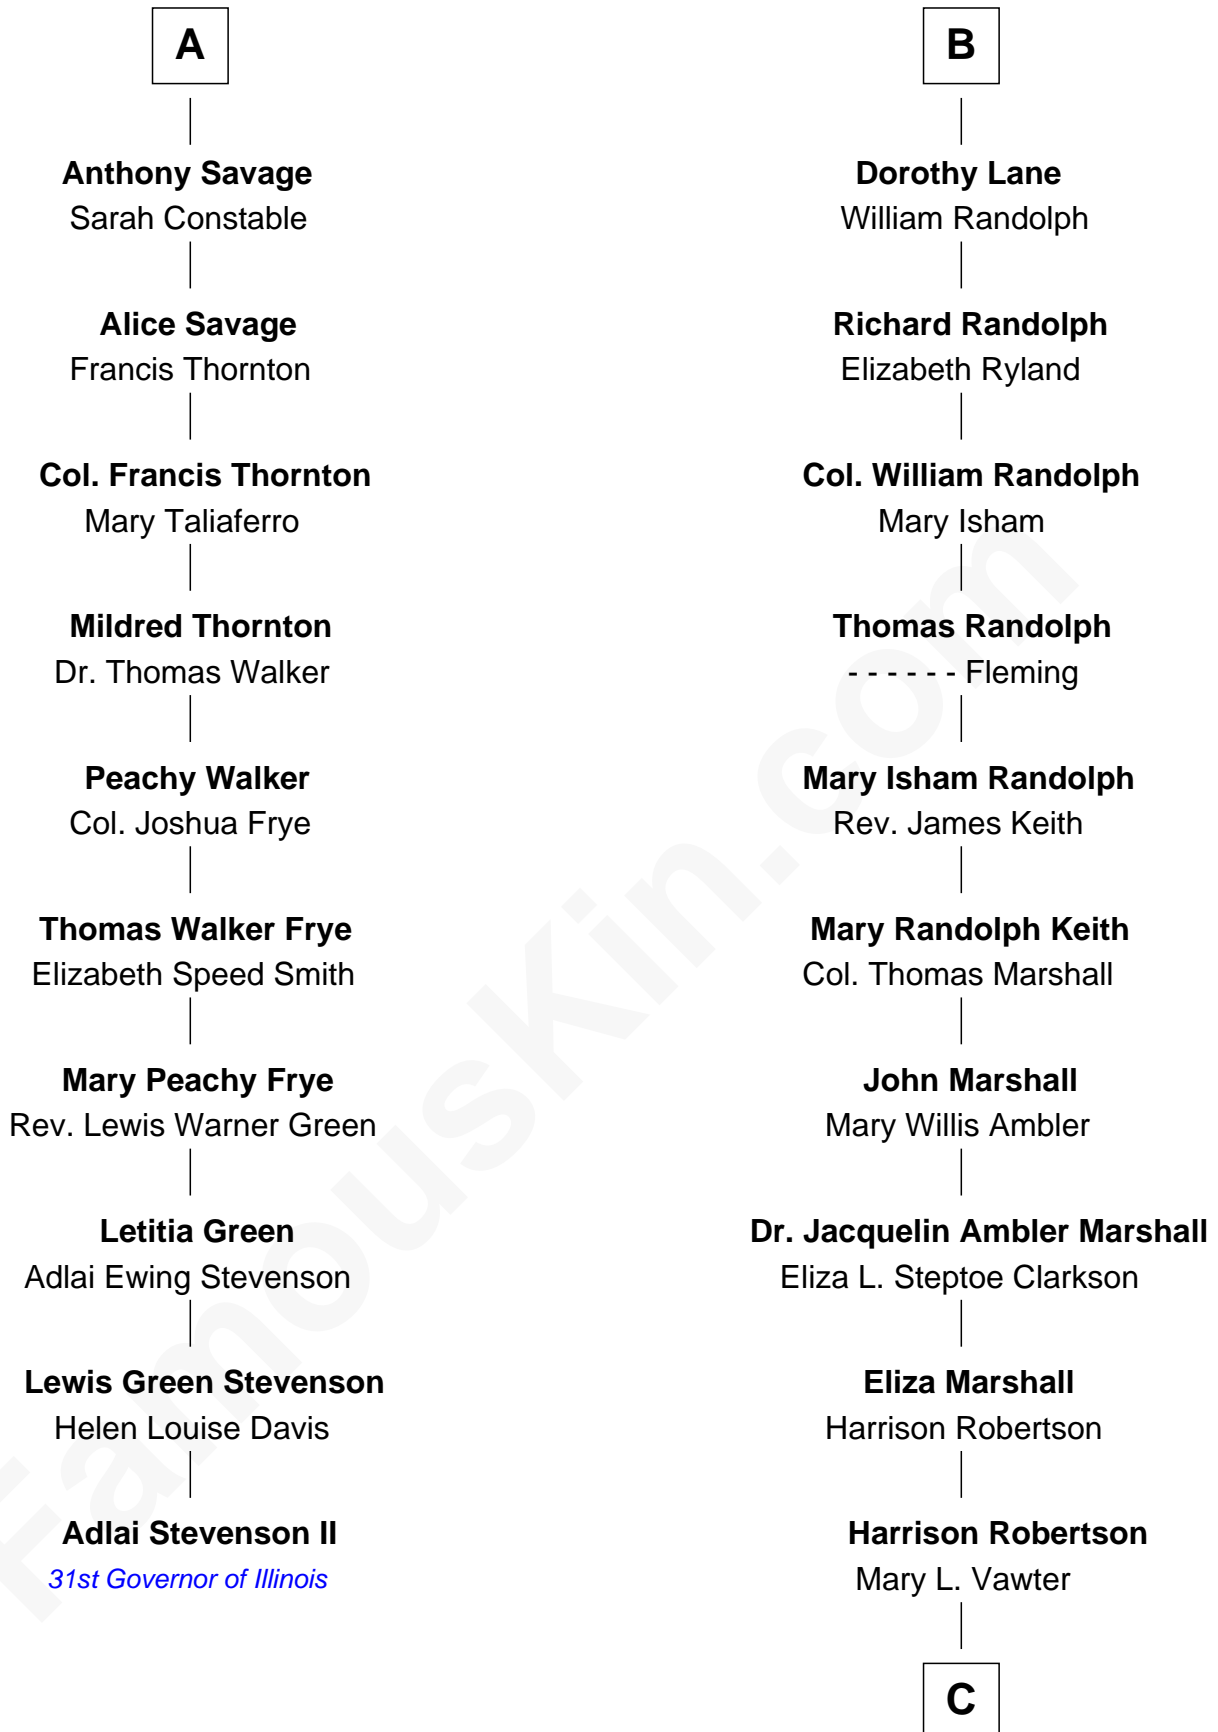 A
Anthony Savage
Sarah Constable
Alice Savage
Francis Thornton
Col. Francis Thornton
Mary Taliaferro
Mildred Thornton
Dr. Thomas Walker
Peachy Walker
Col. Joshua Frye
Thomas Walker Frye
Elizabeth Speed Smith
Mary Peachy Frye
Rev. Lewis Warner Green
Letitia Green
Adlai Ewing Stevenson
Lewis Green Stevenson
Helen Louise Davis
Adlai Stevenson II
31st Governor of Illinois
B
Dorothy Lane
William Randolph
Richard Randolph
Elizabeth Ryland
Col. William Randolph
Mary Isham
Thomas Randolph
- - - - - - Fleming
Mary Isham Randolph
Rev. James Keith
Mary Randolph Keith
Col. Thomas Marshall
John Marshall
Mary Willis Ambler
Dr. Jacquelin Ambler Marshall
Eliza L. Steptoe Clarkson
Eliza Marshall
Harrison Robertson
Harrison Robertson
Mary L. Vawter
C
FamousKin.com